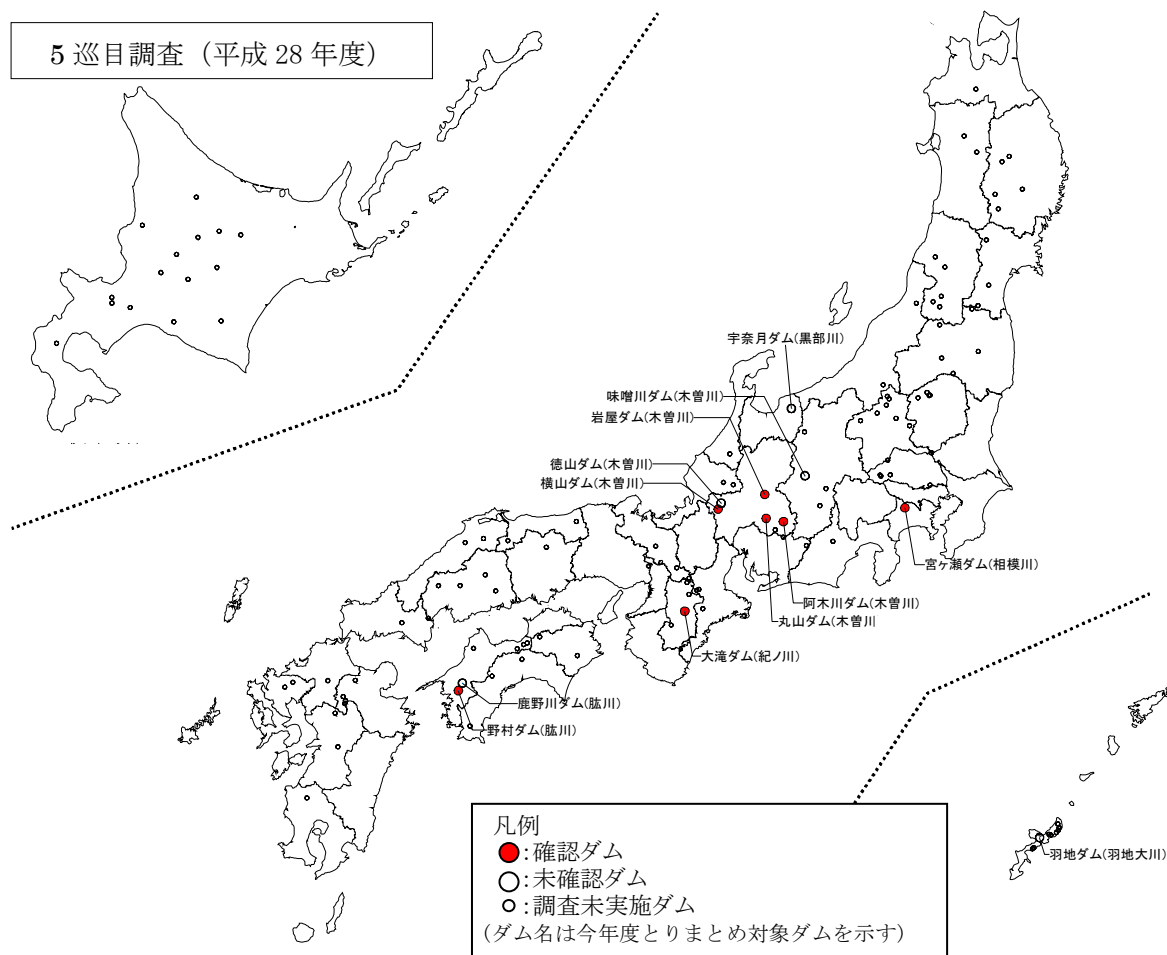 5 巡目調査（平成 28 年度）
宇奈月ダム(黒部川)
味噌川ダム(木曽川)
岩屋ダム(木曽川)
徳山ダム(木曽川)
横山ダム(木曽川)
宮ヶ瀬ダム(相模川)
阿木川ダム(木曽川)
丸山ダム(木曽川
大滝ダム(紀ノ川)
鹿野川ダム(肱川)
野村ダム(肱川)
羽地ダム(羽地大川)
凡例
:確認ダム
:未確認ダム
:調査未実施ダム
(ダム名は今年度とりまとめ対象ダムを示す)